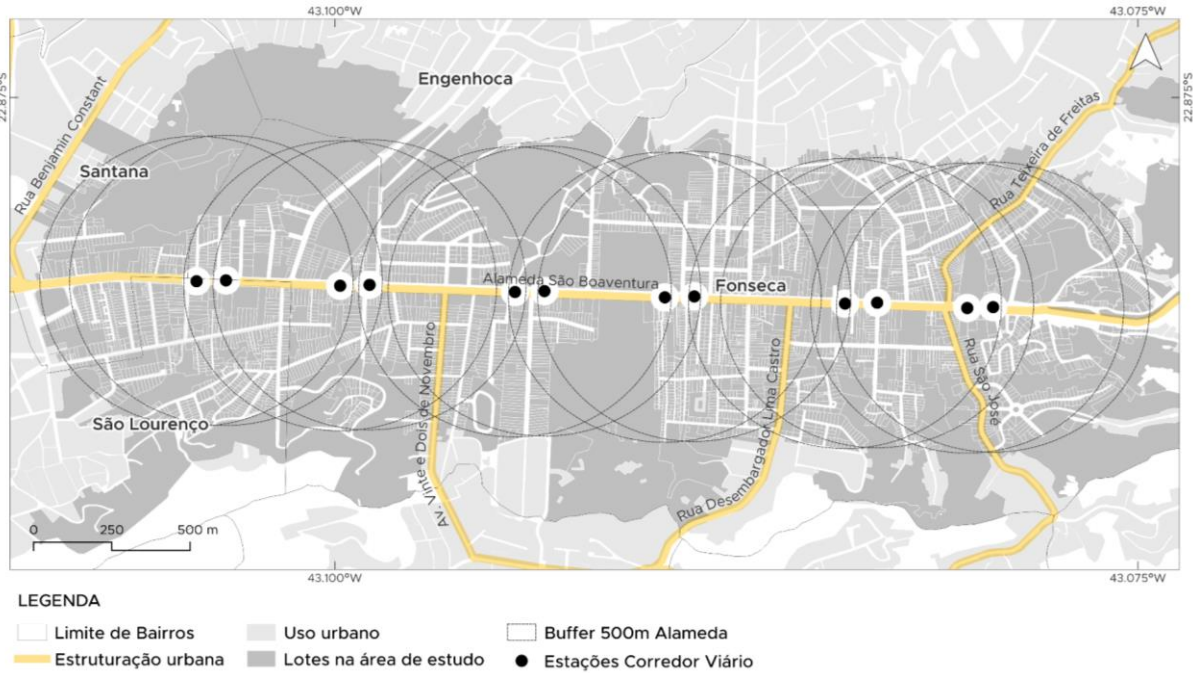 43.100°W
43.075°W
22.875°S
22.875°S
Engenhoca
Rua Benjamin Constant
Santana
Rua Teixeira de Freitas
Alameda São Boaventura
Fonseca
Av. Vinte e Dois de Novembro
Rua Desembargador Lima Castro
Rua São José
São Lourenço
0 250 500 m
43.100°W
43.075°W
LEGENDA
Limite de Bairros
Uso urbano
Buffer 500m Alameda
Estruturação urbana
Lotes na área de estudo
Estações Corredor Viário